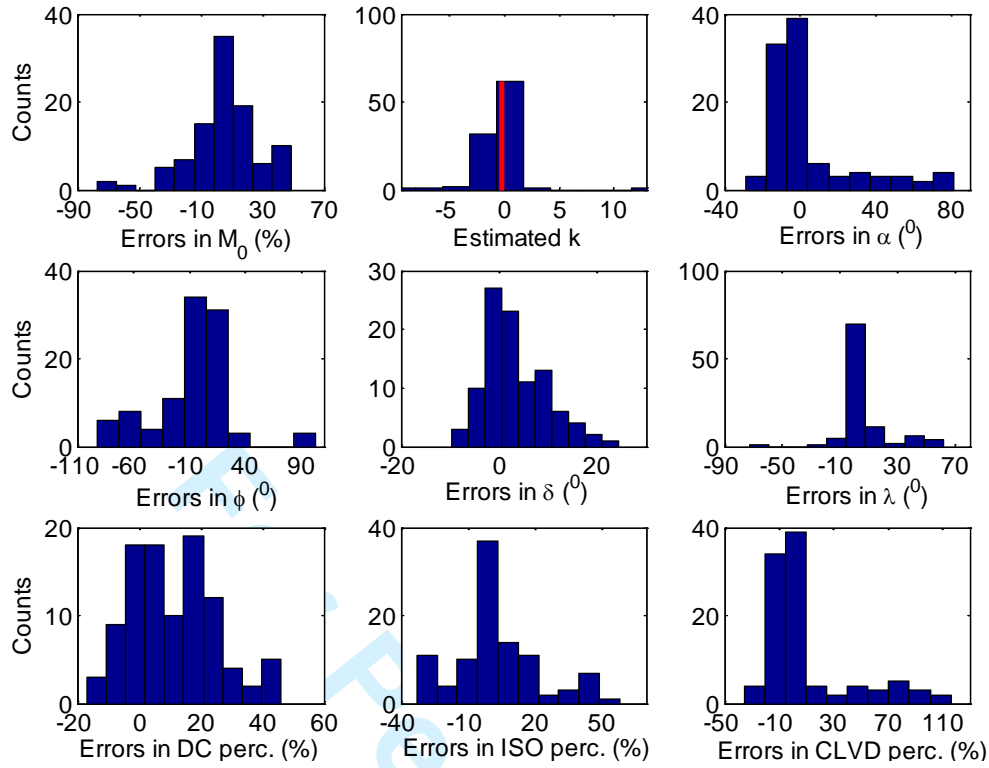 40
20
0
Counts
-90 -50 -10 30 70
Errors in M0 (%)
100
50
0
-5 0 5 10
Estimated k
40
20
0
-40 0 40 80
Errors in α (0)
40
20
0
Counts
-110 -60 -10 40 90
Errors in ϕ (0)
30
20
10
0
-20 0 20
Errors in δ (0)
100
50
0
-90 -50 -10 30 70
Errors in λ (0)
20
10
0
Counts
-20 0 20 40 60
Errors in DC perc. (%)
40
20
0
-40 -10 20 50
Errors in ISO perc. (%)
40
20
0
-50 -10 30 70 110
Errors in CLVD perc. (%)